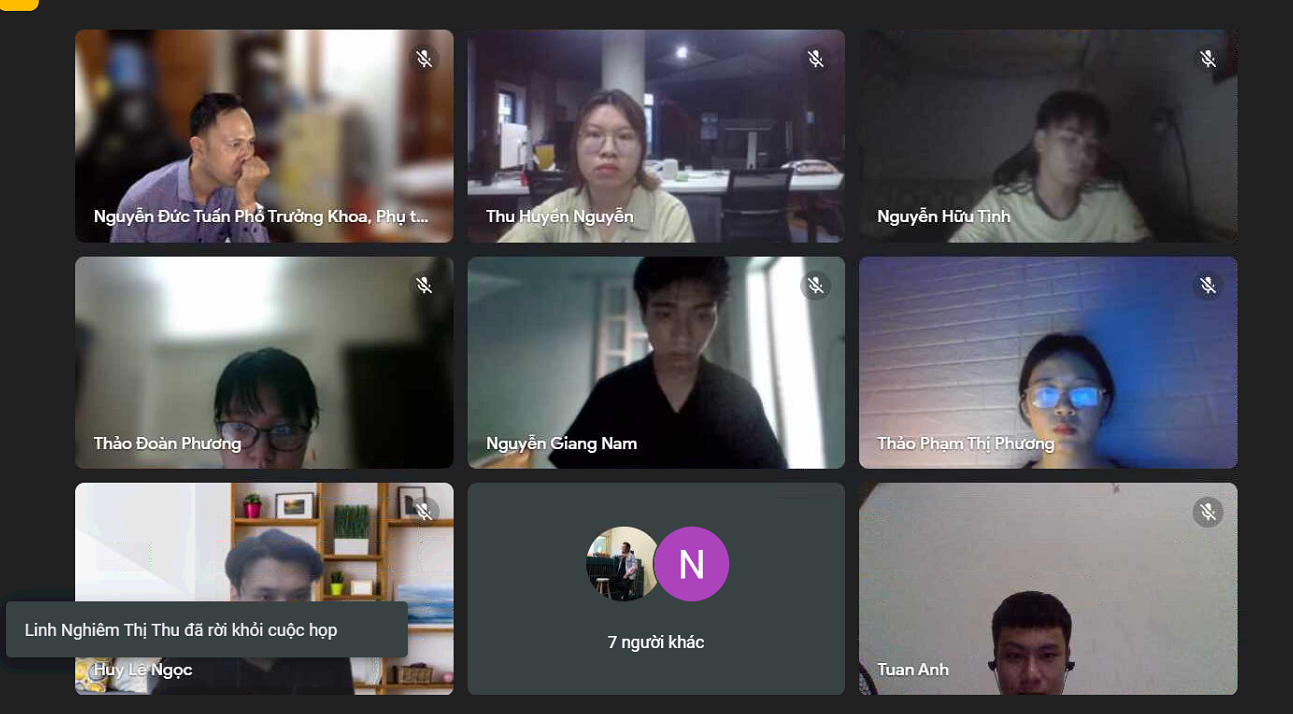 Nguyễn Đức Tuấn Phó Trưởng Khoa, Phụ t...
Thu Huyền Nguyễn
Nguyễn Hữu Tình
Thảo Đoàn Phương
Nguyễn Giang Nam
Thảo Phạm Thị Phương
Linh Nghiêm Thị Thu đã rời khỏi cuộc họp
Huy Lê Ngọc
N
7 người khác
Tuan Anh